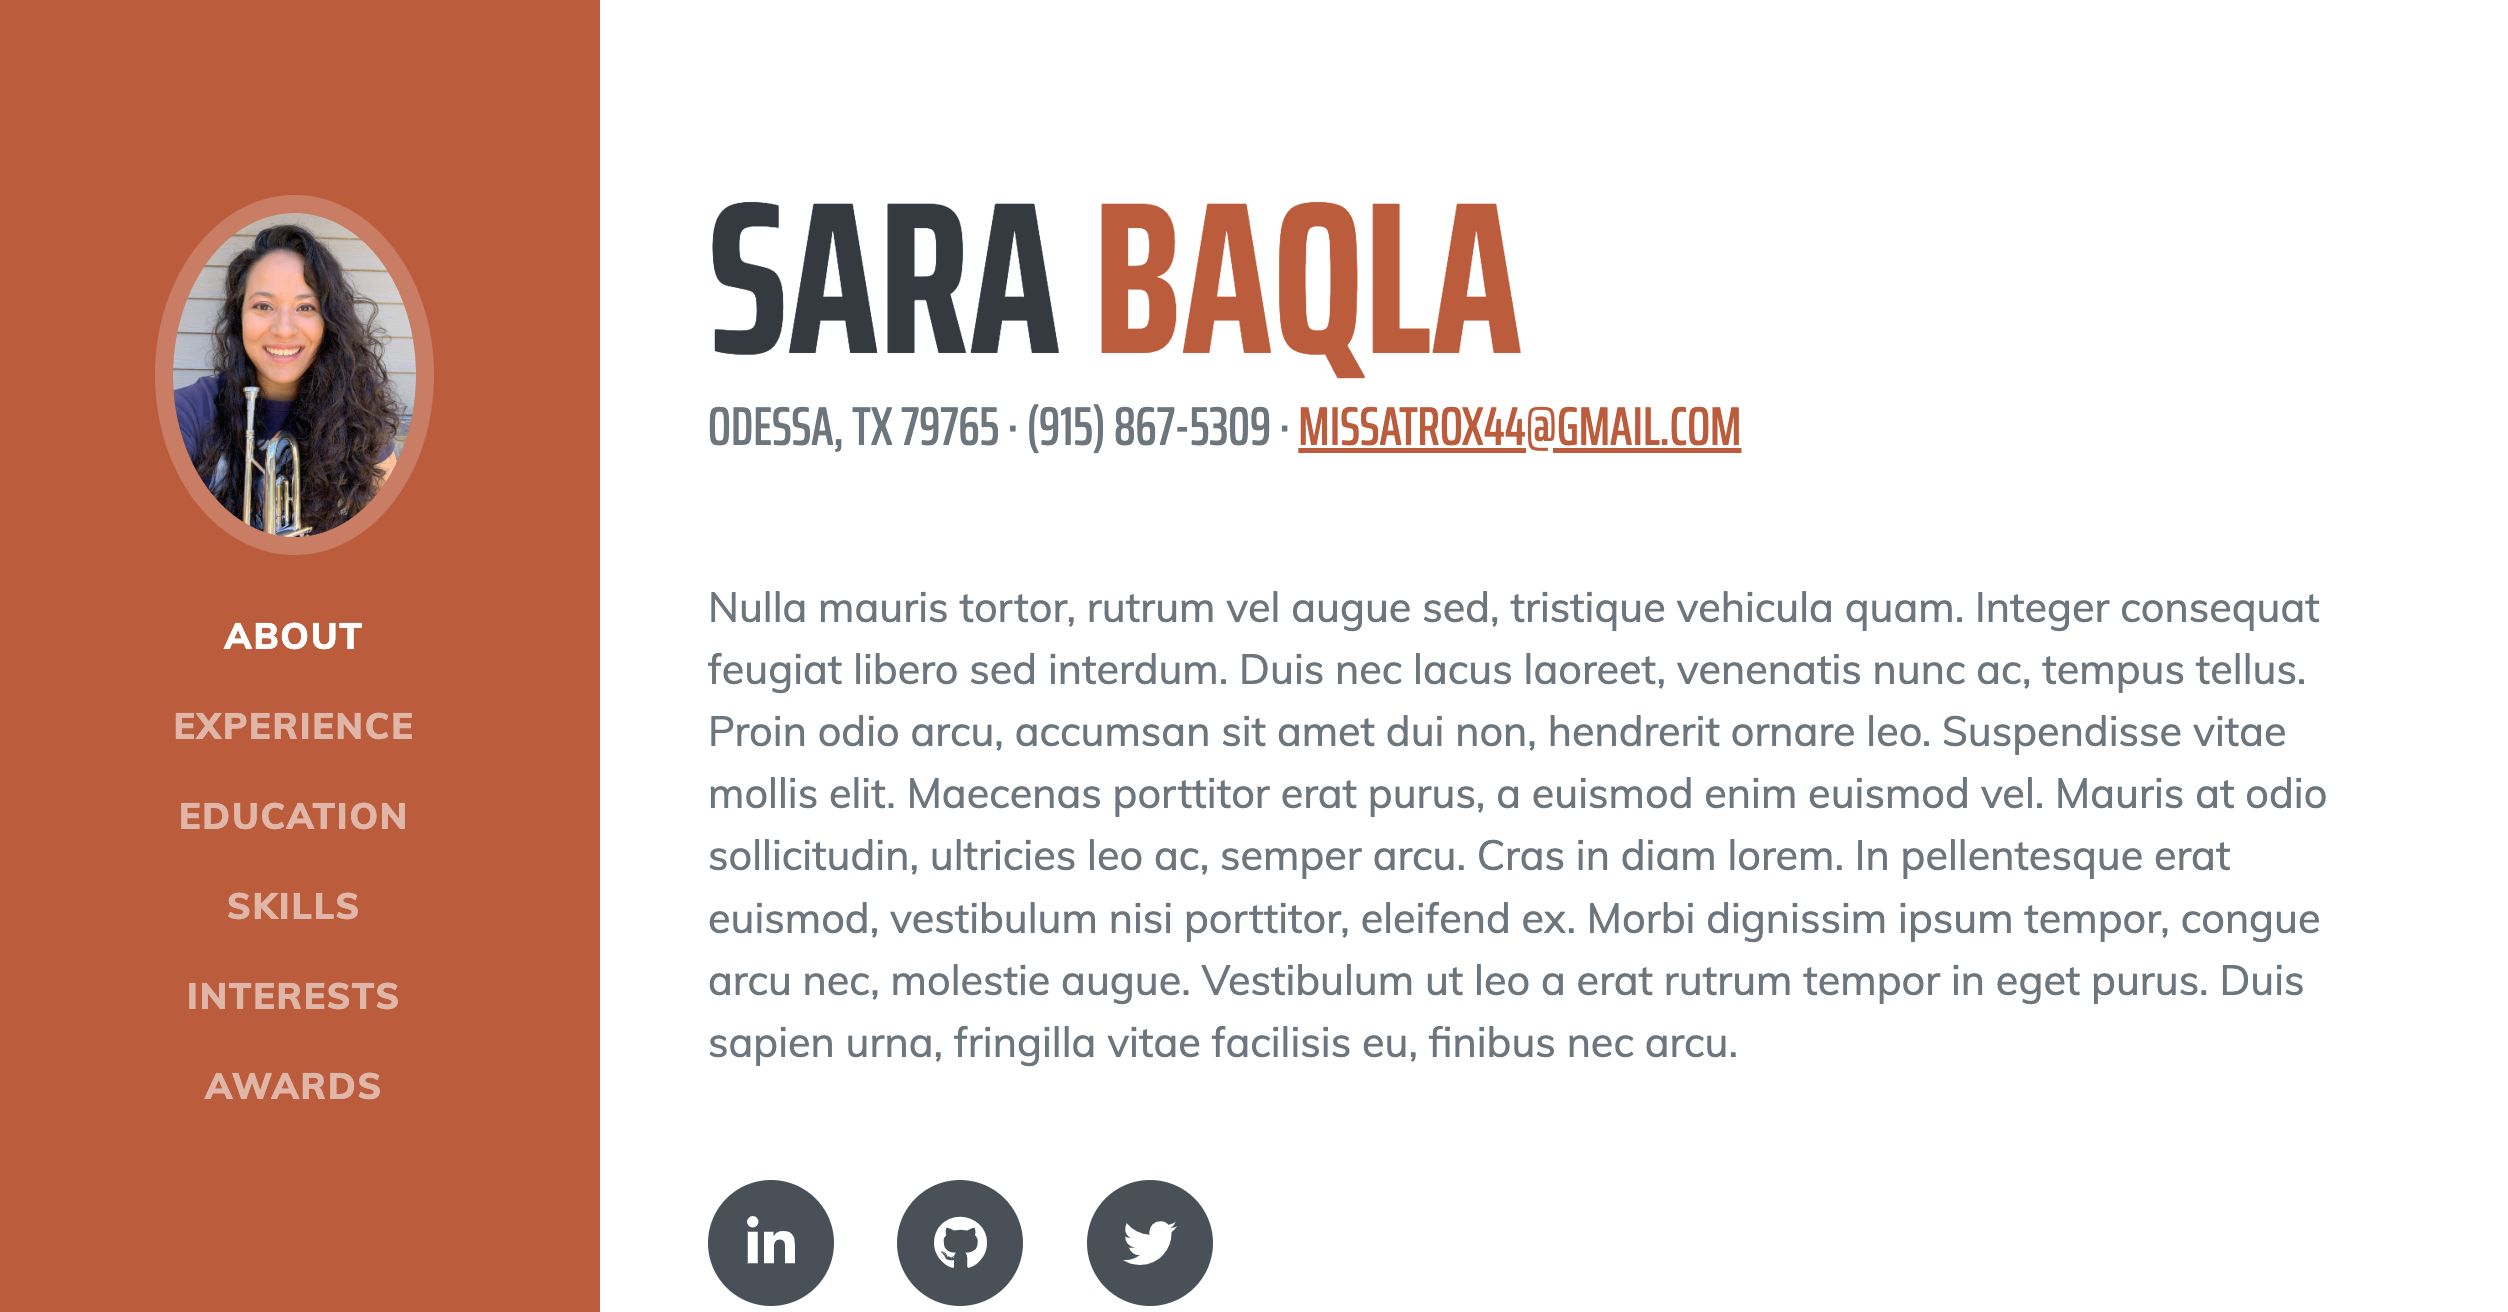 ABOUT
EXPERIENCE
EDUCATION
SKILLS
INTERESTS
AWARDS
SARA BAQLA
ODESSA, TX 79765 · (915) 867-5309 · MISSATROX44@GMAIL.COM
Nulla mauris tortor, rutrum vel augue sed, tristique vehicula quam. Integer consequat
feugiat libero sed interdum. Duis nec lacus laoreet, venenatis nunc ac, tempus tellus.
Proin odio arcu, accumsan sit amet dui non, hendrerit ornare leo. Suspendisse vitae
mollis elit. Maecenas porttitor erat purus, a euismod enim euismod vel. Mauris at odio
sollicitudin, ultricies leo ac, semper arcu. Cras in diam lorem. In pellentesque erat
euismod, vestibulum nisi porttitor, eleifend ex. Morbi dignissim ipsum tempor, congue
arcu nec, molestie augue. Vestibulum ut leo a erat rutrum tempor in eget purus. Duis
sapien urna, fringilla vitae facilisis eu, finibus nec arcu.
in